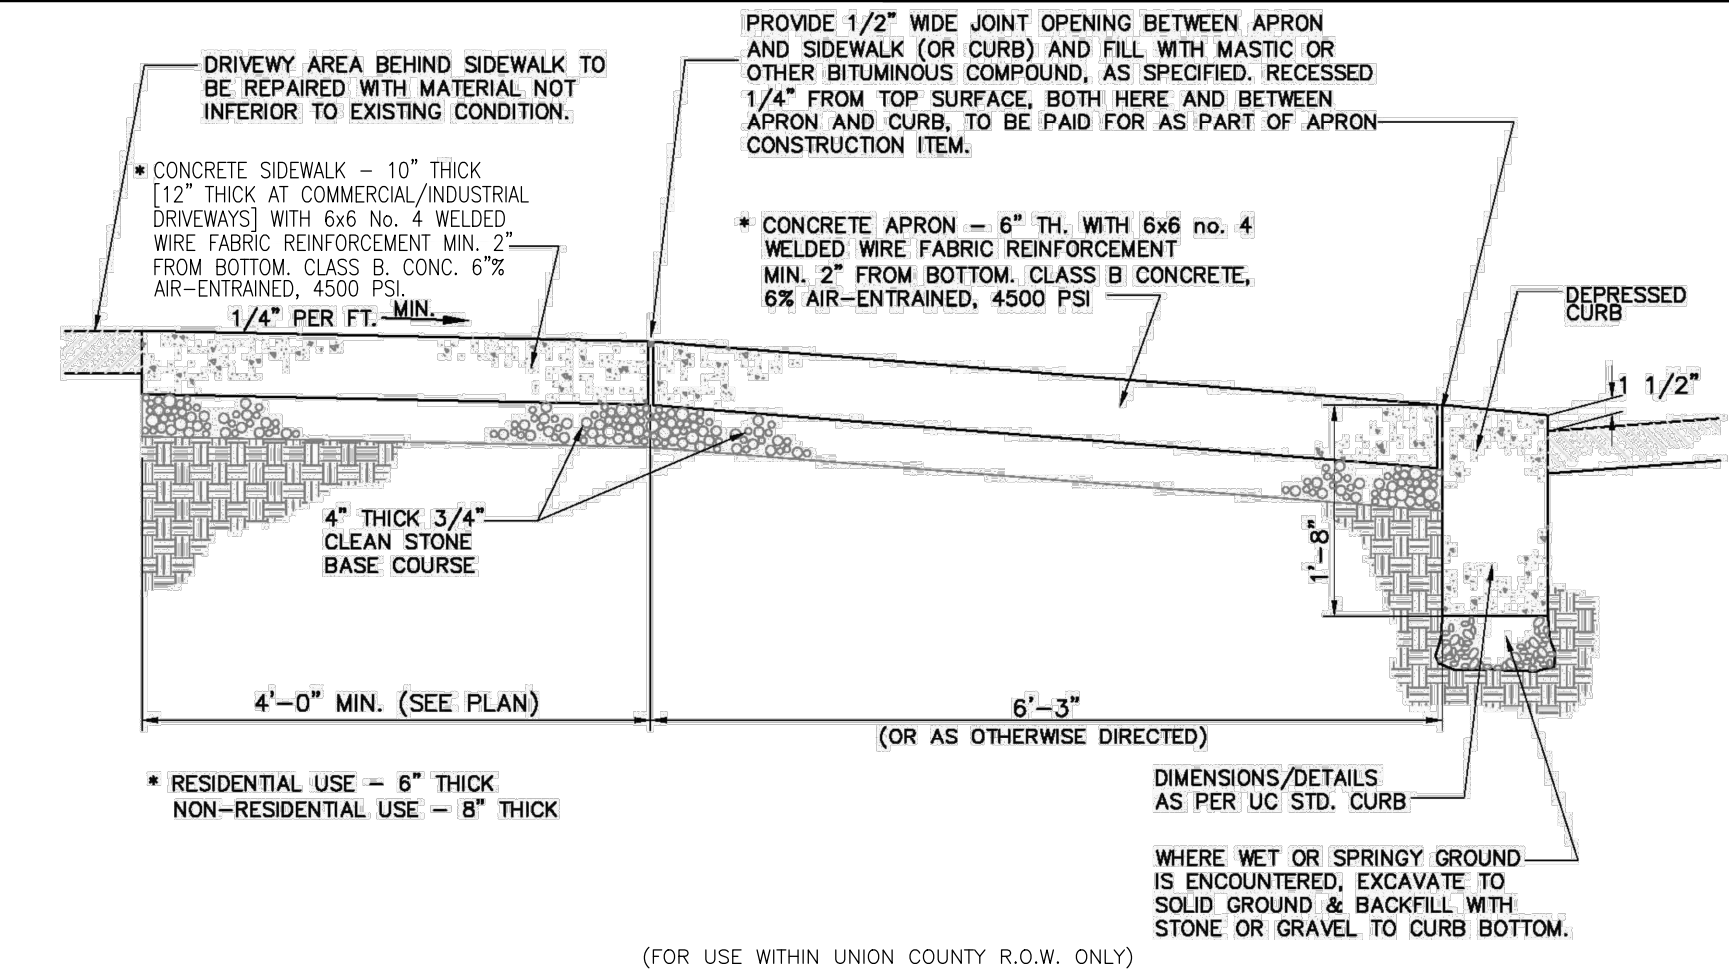 DRIVEWY AREA BEHIND SIDEWALK TO
BE REPAIRED WITH MATERIAL NOT
INFERIOR TO EXISTING CONDITION.
PROVIDE 1/2" WIDE JOINT OPENING BETWEEN APRON
AND SIDEWALK (OR CURB) AND FILL WITH MASTIC OR
OTHER BITUMINOUS COMPOUND, AS SPECIFIED. RECESSED
1/4" FROM TOP SURFACE, BOTH HERE AND BETWEEN
APRON AND CURB, TO BE PAID FOR AS PART OF APRON
CONSTRUCTION ITEM.
* CONCRETE SIDEWALK – 10" THICK
[12" THICK AT COMMERCIAL/INDUSTRIAL
DRIVEWAYS] WITH 6x6 No. 4 WELDED
WIRE FABRIC REINFORCEMENT MIN. 2"
FROM BOTTOM. CLASS B. CONC. 6"%
AIR-ENTRAINED, 4500 PSI.
1/4" PER FT. MIN.
* CONCRETE APRON – 6" TH. WITH 6x6 no. 4
WELDED WIRE FABRIC REINFORCEMENT
MIN. 2" FROM BOTTOM. CLASS B CONCRETE,
6% AIR-ENTRAINED, 4500 PSI
DEPRESSED
CURB
1 1/2"
4" THICK 3/4"
CLEAN STONE
BASE COURSE
1'-8"
4'-0" MIN. (SEE PLAN)
6'-3"
(OR AS OTHERWISE DIRECTED)
* RESIDENTIAL USE – 6" THICK
NON-RESIDENTIAL USE – 8" THICK
DIMENSIONS/DETAILS
AS PER UC STD. CURB
WHERE WET OR SPRINGY GROUND
IS ENCOUNTERED, EXCAVATE TO
SOLID GROUND & BACKFILL WITH
STONE OR GRAVEL TO CURB BOTTOM.
(FOR USE WITHIN UNION COUNTY R.O.W. ONLY)